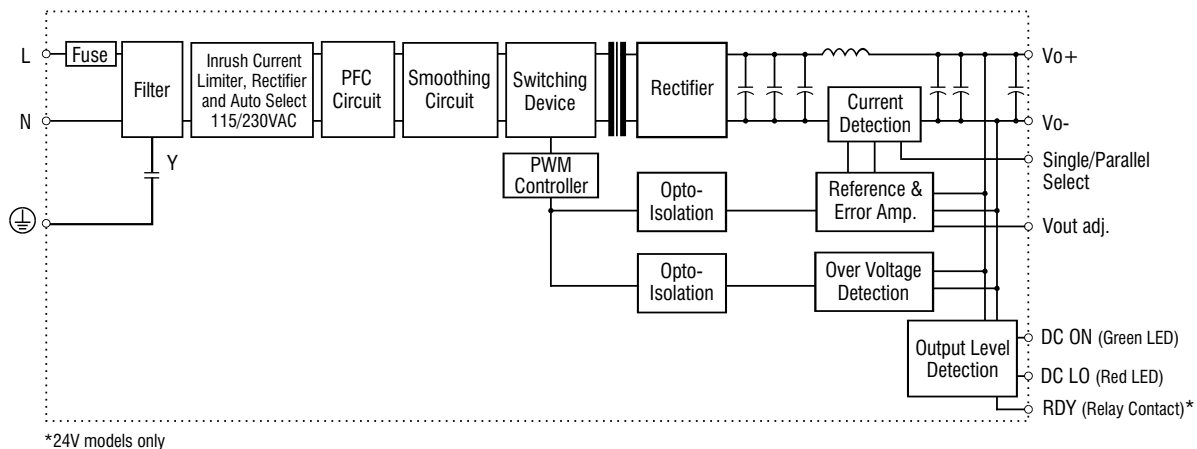 L
Fuse
Filter
Inrush Current
Limiter, Rectifier
and Auto Select
115/230VAC
PFC
Circuit
Smoothing
Circuit
Switching
Device
Rectifier
Current
Detection
Vo+
N
Vo-
Y
PWM
Controller
Opto-
Isolation
Reference &
Error Amp.
Single/Parallel
Select
Vout adj.
Opto-
Isolation
Over Voltage
Detection
Output Level
Detection
DC ON (Green LED)
DC LO (Red LED)
RDY (Relay Contact)*
*24V models only